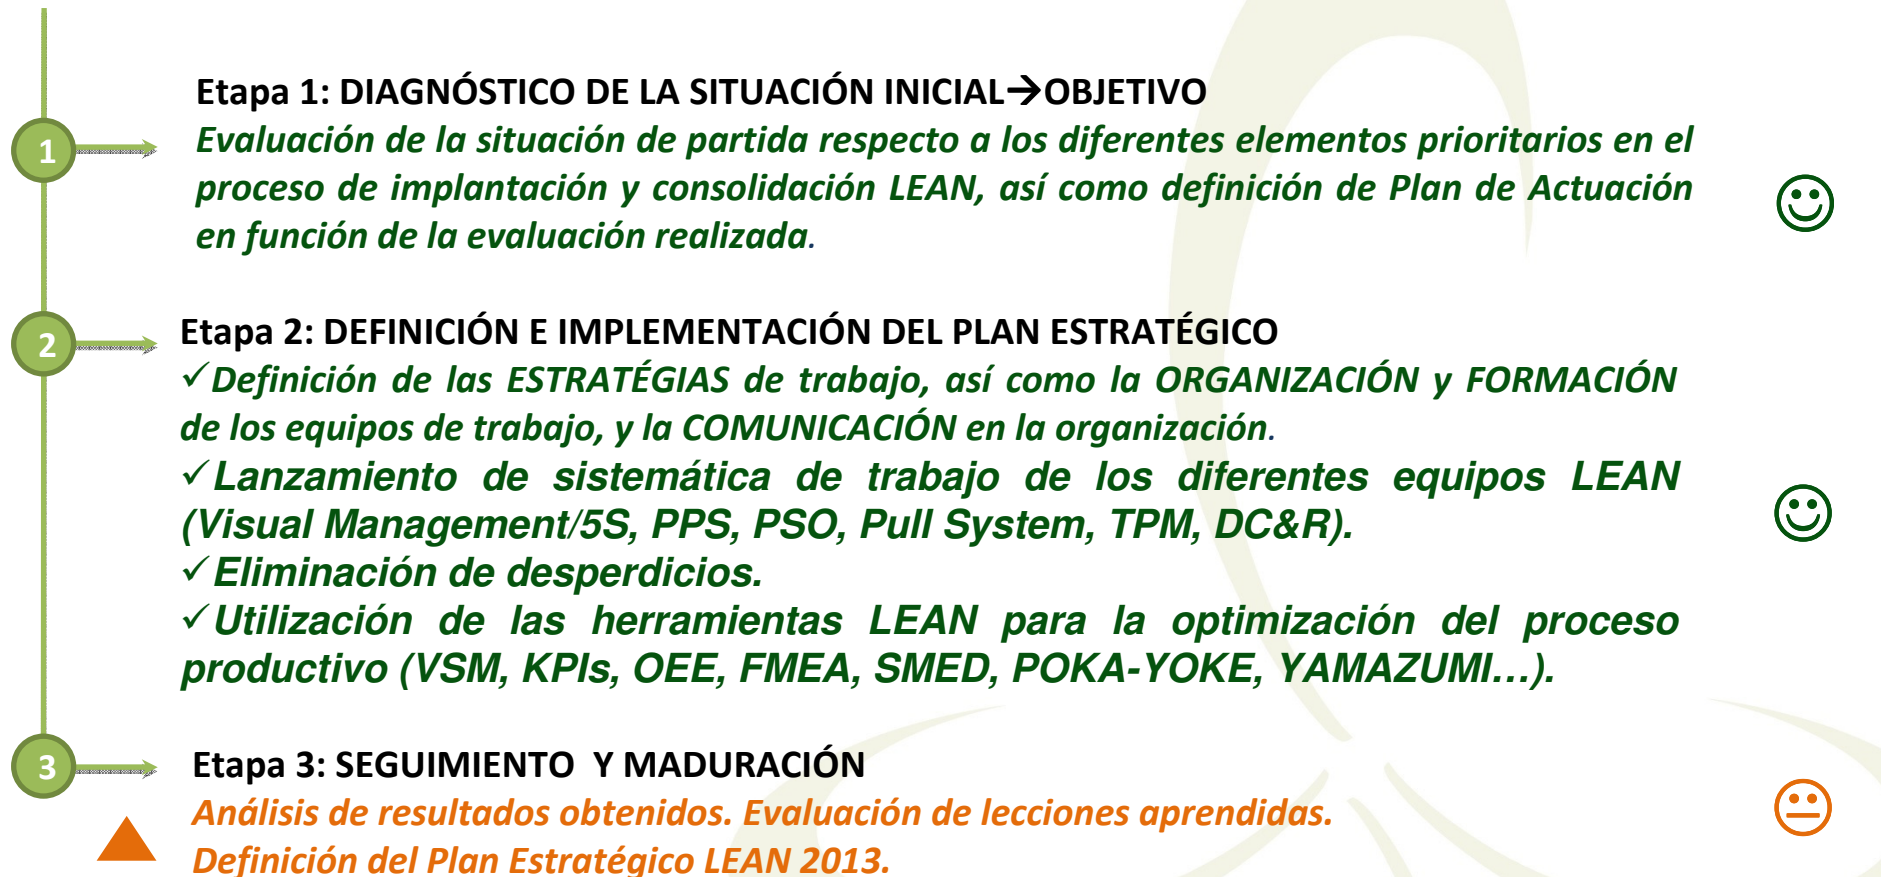 Etapa 1: DIAGNÓSTICO DE LA SITUACIÓN INICIAL→OBJETIVO
1
Evaluación de la situación de partida respecto a los diferentes elementos prioritarios en el
proceso de implantación y consolidación LEAN, así como definición de Plan de Actuación
en función de la evaluación realizada.
2
Etapa 2: DEFINICIÓN E IMPLEMENTACIÓN DEL PLAN ESTRATÉGICO
✓Definición de las ESTRATÉGIAS de trabajo, así como la ORGANIZACIÓN y FORMACIÓN
de los equipos de trabajo, y la COMUNICACIÓN en la organización.
✓Lanzamiento de sistemática de trabajo de los diferentes equipos LEAN
(Visual Management/5S, PPS, PSO, Pull System, TPM, DC&R).
✓Eliminación de desperdicios.
✓Utilización de las herramientas LEAN para la optimización del proceso
productivo (VSM, KPIs, OEE, FMEA, SMED, POKA-YOKE, YAMAZUMI...).
3
Etapa 3: SEGUIMIENTO Y MADURACIÓN
Análisis de resultados obtenidos. Evaluación de lecciones aprendidas.
Definición del Plan Estratégico LEAN 2013.